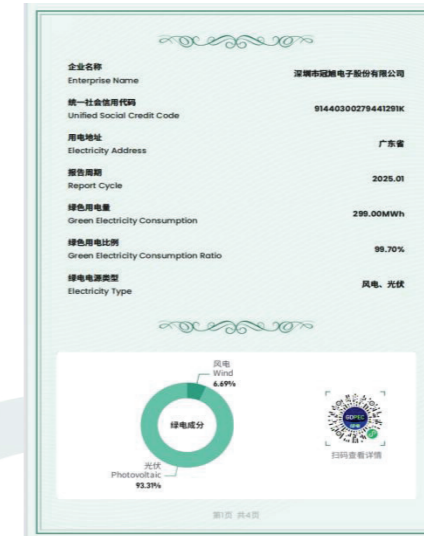 企业名称
Enterprise Name
深圳市冠旭电子股份有限公司
统一社会信用代码
Unified Social Credit Code
91440300279441291K
用电地址
Electricity Address
广东省
报告周期
Report Cycle
2025.01
绿色用电量
Green Electricity Consumption
299.00MWh
绿色用电比例
Green Electricity Consumption Ratio
99.70%
绿电电源类型
Electricity Type
风电、光伏
风电
Wind
6.69%
绿电成分
光伏
Photovoltaic
93.31%
GDPEC
扫码查看详情
第1页 共4页